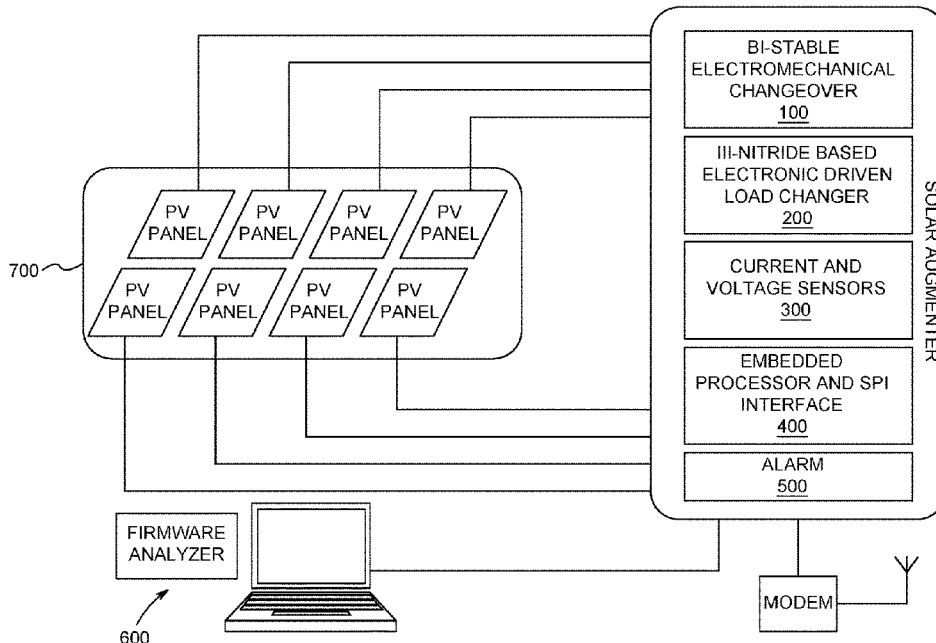 BI-STABLE
ELECTROMECHANICAL
CHANGEOVER
100
III-NITRIDE BASED
ELECTRONIC DRIVEN
LOAD CHANGER
200
CURRENT AND
VOLTAGE SENSORS
300
EMBEDDED
PROCESSOR AND SPI
INTERFACE
400
ALARM
500
SOLAR AUGMENTER
700
PV
PANEL
PV
PANEL
PV
PANEL
PV
PANEL
PV
PANEL
PV
PANEL
PV
PANEL
PV
PANEL
FIRMWARE
ANALYZER
600
MODEM